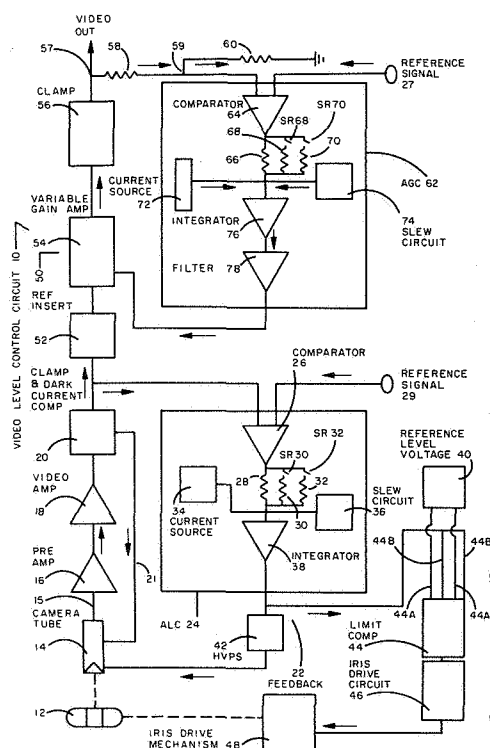 VIDEO OUT
57
58
59
60
REFERENCE SIGNAL 27
CLAMP 56
COMPARATOR 64
SR68
SR70
68
66
70
AGC 62
CURRENT SOURCE 72
74 SLEW CIRCUIT
INTEGRATOR 76
FILTER 78
VARIABLE GAIN AMP
54
50
VIDEO LEVEL CONTROL CIRCUIT 10
REF INSERT
52
CLAMP & DARK CURRENT COMP
20
COMPARATOR 26
REFERENCE SIGNAL 29
SR30
SR32
28
30
32
34 CURRENT SOURCE
SLEW CIRCUIT 36
INTEGRATOR 38
ALC 24
REFERENCE LEVEL VOLTAGE 40
44B
44B
44A
44A
VIDEO AMP
18
PRE AMP
16
15
21
CAMERA TUBE
14
42 HVPS
22 FEEDBACK
LIMIT COMP 44
IRIS DRIVE CIRCUIT 46
12
IRIS DRIVE MECHANISM 48